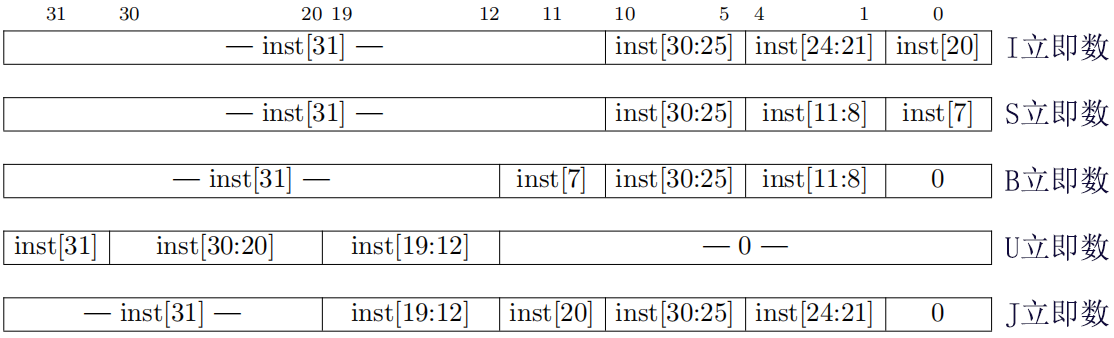 31 30 20 19 12 11 10 5 4 1 0
— inst[31] — inst[30:25] inst[24:21] inst[20] I立即数
— inst[31] — inst[30:25] inst[11:8] inst[7] S立即数
— inst[31] — inst[7] inst[30:25] inst[11:8] 0 B立即数
inst[31] inst[30:20] inst[19:12] — 0 — U立即数
— inst[31] — inst[19:12] inst[20] inst[30:25] inst[24:21] 0 J立即数